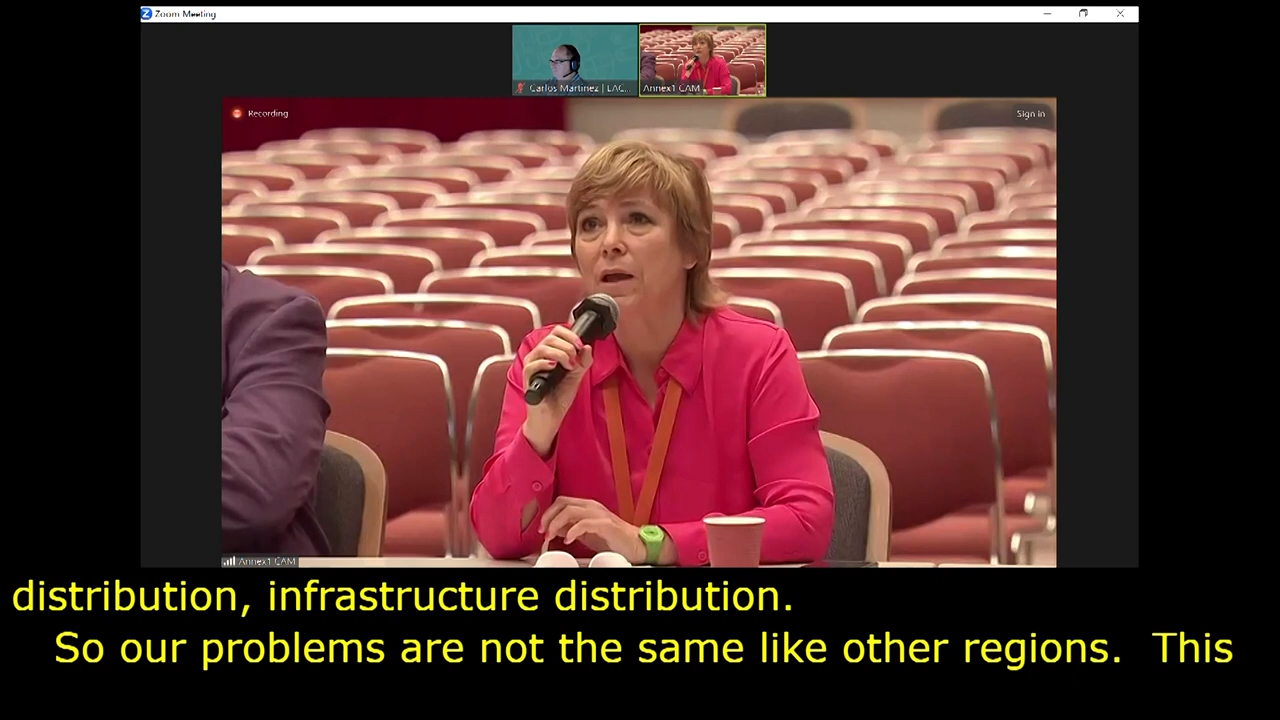 Zoom Meeting
Carlos Martinez | LAC...
Annex1 CAM
Recording
Sign in
Annex1 CAM
distribution, infrastructure distribution.
So our problems are not the same like other regions. This